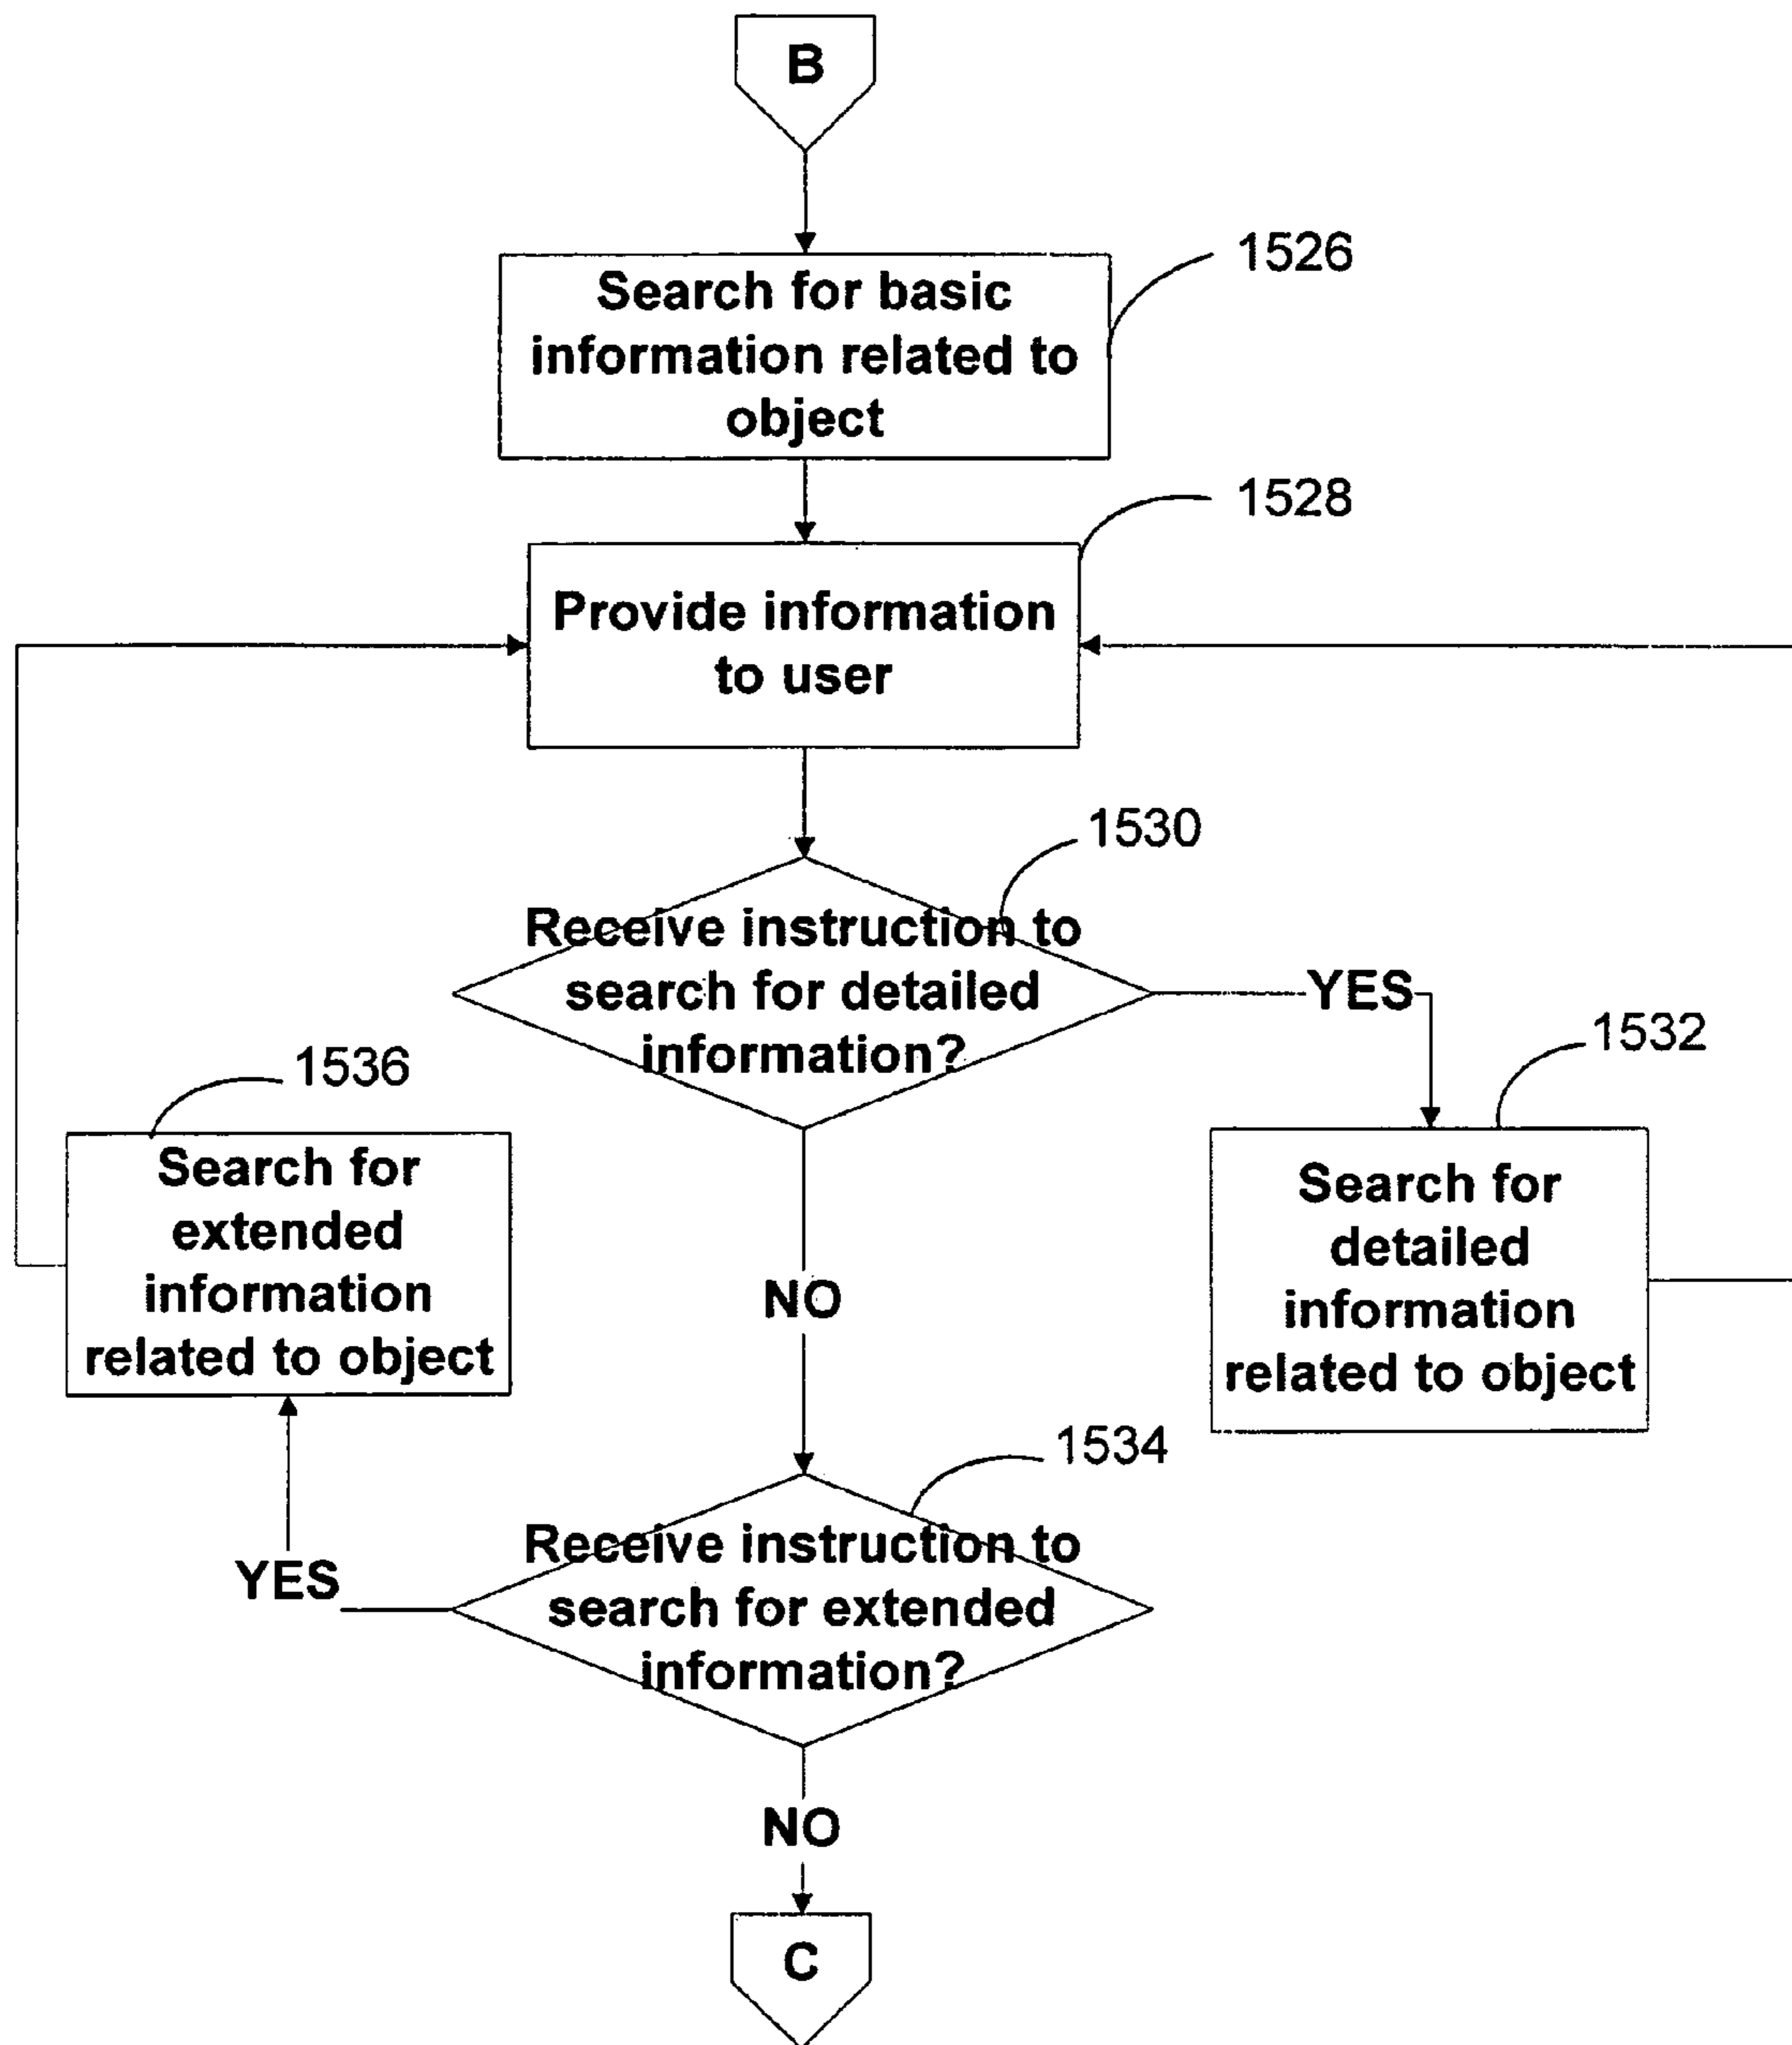 B
1526
Search for basic
information related to
object
1528
Provide information
to user
1530
Receive instruction to
search for detailed
information?
YES
1532
1536
Search for
extended
information
related to object
Search for
detailed
information
related to object
NO
1534
Receive instruction to
search for extended
information?
YES
NO
C